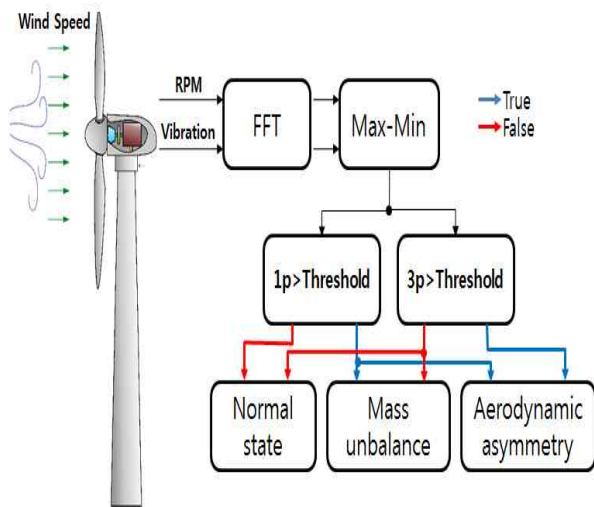 Wind Speed
RPM
Vibration
FFT
Max-Min
True
False
1p>Threshold
3p>Threshold
Normal
state
Mass
unbalance
Aerodynamic
asymmetry